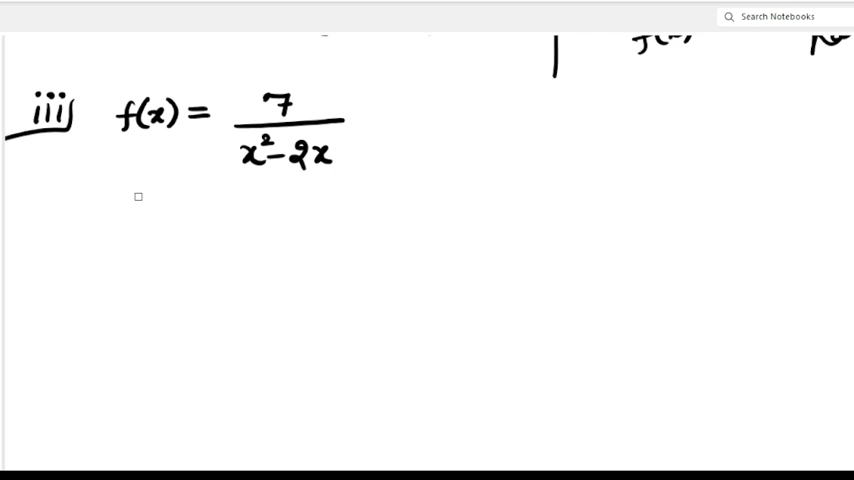 Search Notebooks
f(x)
iii) f(x) = 7 / (x² - 2x)